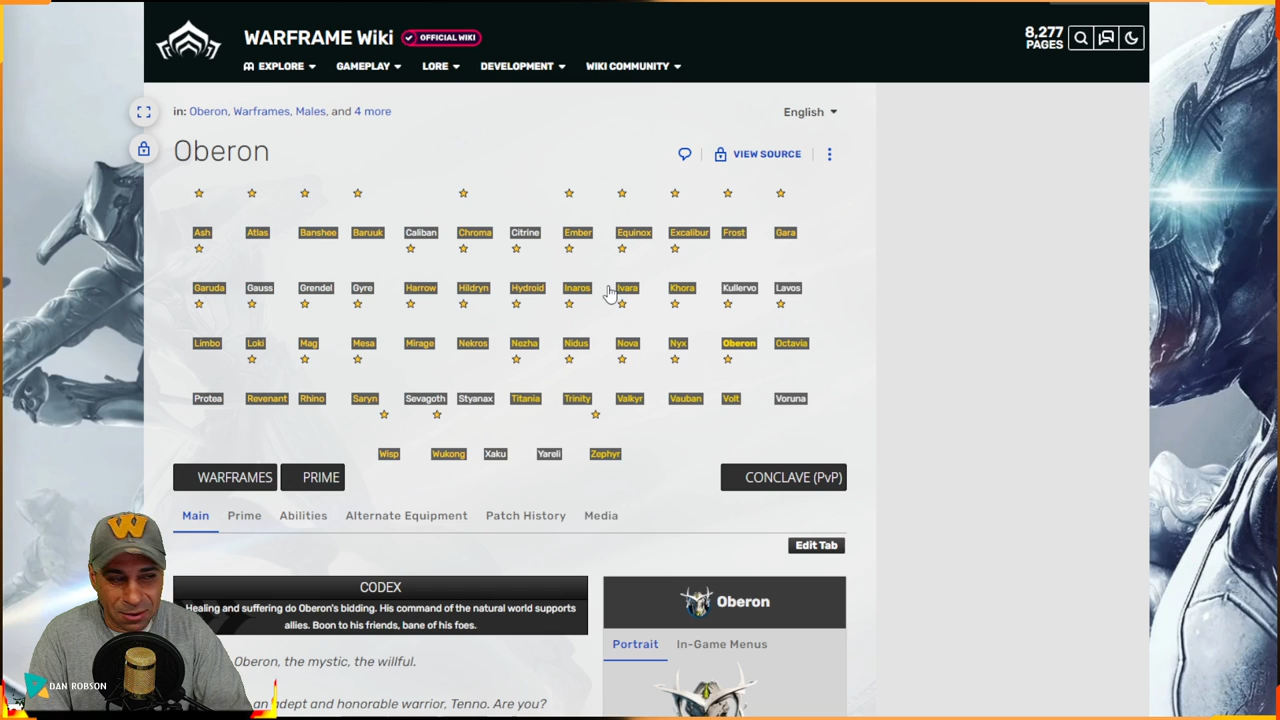 WARFRAME Wiki OFFICIAL WIKI
8,277 PAGES
EXPLORE GAMEPLAY LORE DEVELOPMENT WIKI COMMUNITY
in: Oberon, Warframes, Males, and 4 more
English
Oberon
VIEW SOURCE
Ash Atlas Banshee Baruuk Caliban Chroma Citrine Ember Equinox Excalibur Frost Gara
Garuda Gauss Grendel Gyre Harrow Hildryn Hydroid Inaros Ivara Khora Kullervo Lavos
Limbo Loki Mag Mesa Mirage Nekros Nezha Nidus Nova Nyx Oberon Octavia
Protea Revenant Rhino Saryn Sevagoth Styanax Titania Trinity Valkyr Vauban Volt Voruna
Wisp Wukong Xaku Yareli Zephyr
WARFRAMES PRIME CONCLAVE (PvP)
Main Prime Abilities Alternate Equipment Patch History Media
Edit Tab
CODEX
Healing and suffering do Oberon's bidding. His command of the natural world supports
allies. Boon to his friends, bane of his foes.
Oberon
Portrait In-Game Menus
Oberon, the mystic, the willful.
an adept and honorable warrior, Tenno. Are you?
W
DAN ROBSON